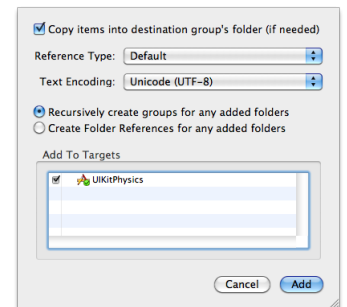 Copy items into destination group's folder (if needed)
Reference Type: Default
Text Encoding: Unicode (UTF-8)
Recursively create groups for any added folders
Create Folder References for any added folders
Add To Targets
UIKitPhysics
Cancel Add